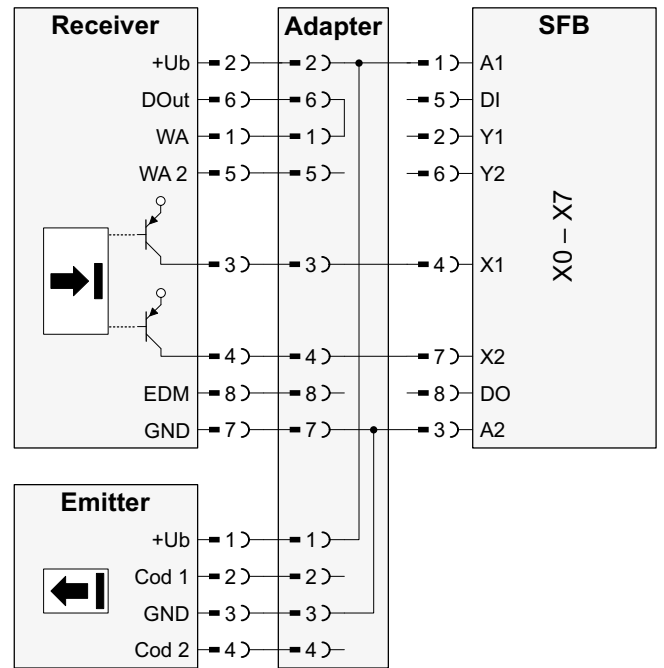 Receiver Adapter SFB
+Ub 2 2 1 A1
DOut 6 6 5 DI
WA 1 1 2 Y1
WA 2 5 5 6 Y2
X0 – X7
3 3 4 X1
4 4 7 X2
EDM 8 8 8 DO
GND 7 7 3 A2
Emitter
+Ub 1 1
Cod 1 2 2
GND 3 3
Cod 2 4 4